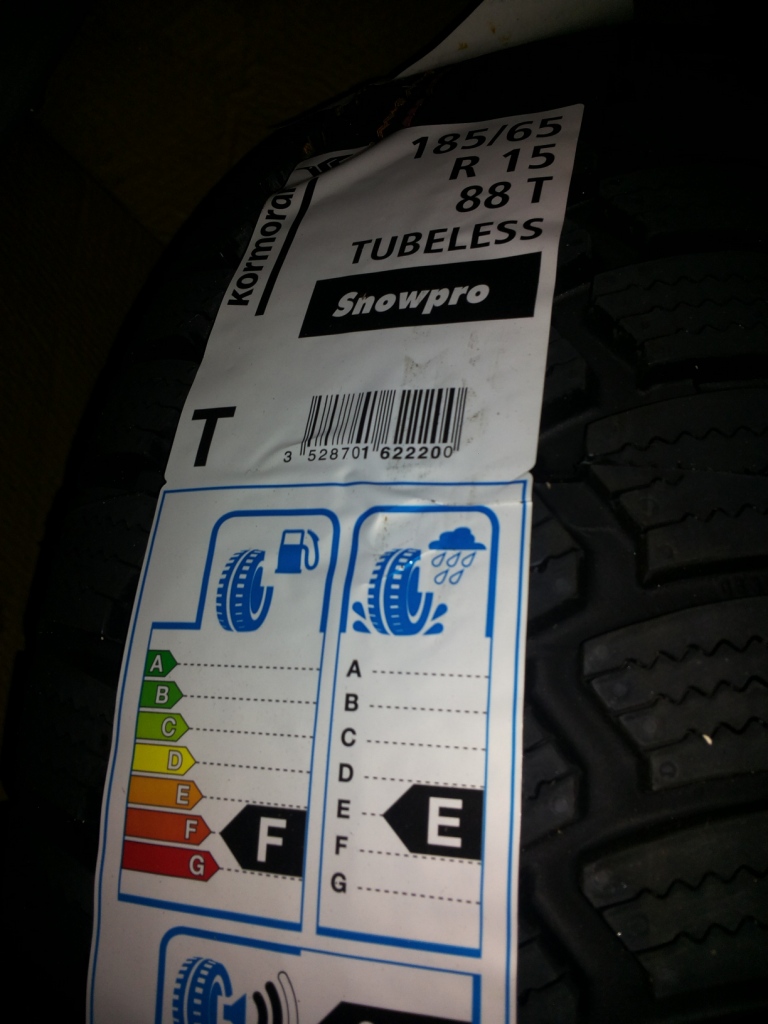 185/65
R 15
88 T
TUBELESS
kormoran
Snowpro
T
3 528701 622200
A
B
C
D
E
F
G
F
A
B
C
D
E
F
G
E